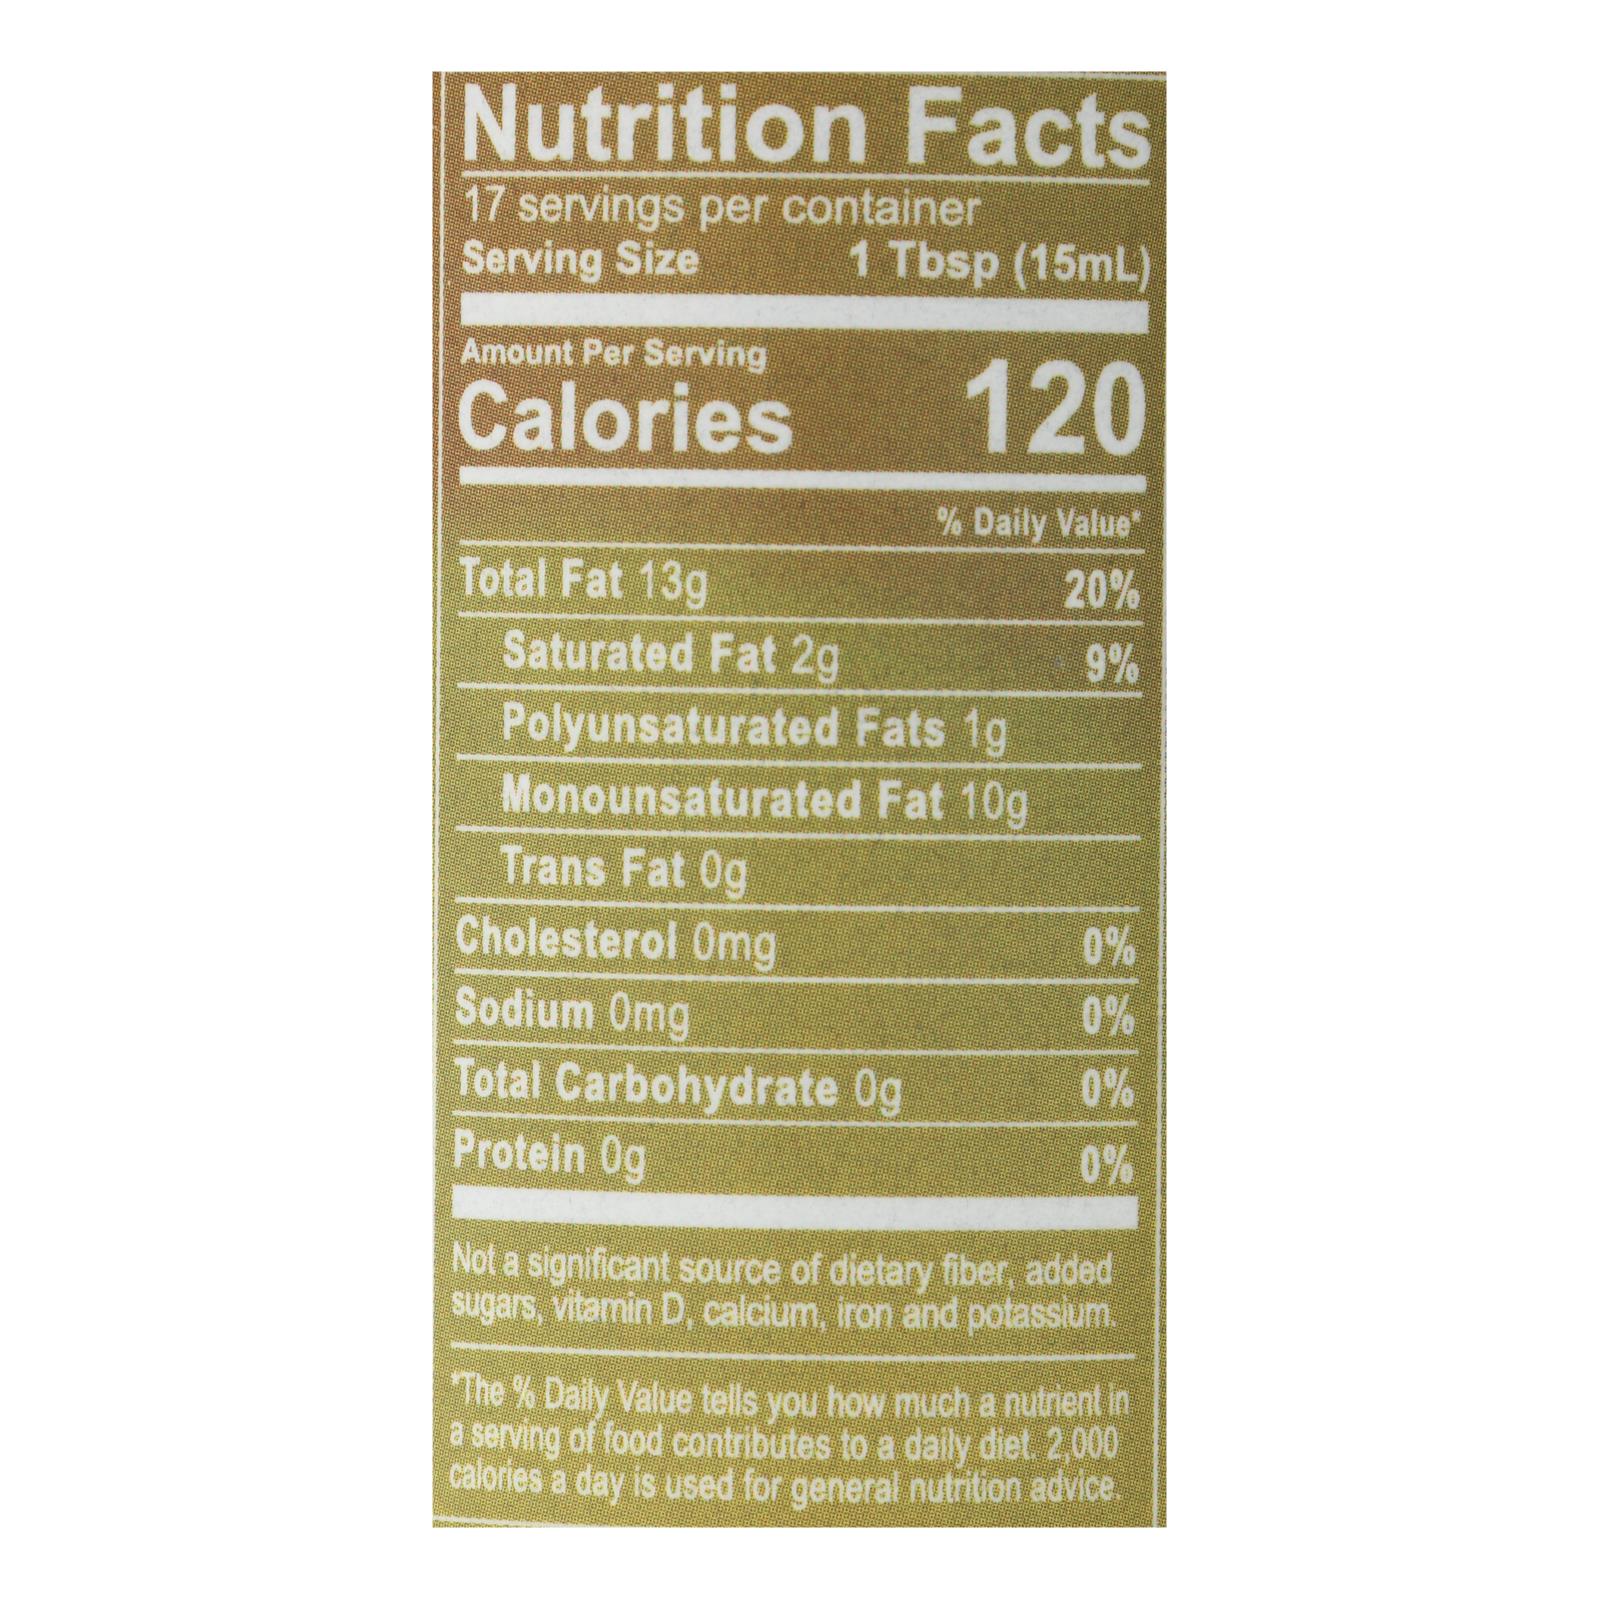 Nutrition Facts
17 servings per container
Serving Size 1 Tbsp (15mL)
Amount Per Serving
Calories 120
% Daily Value*
Total Fat 13g 20%
Saturated Fat 2g 9%
Polyunsaturated Fats 1g
Monounsaturated Fat 10g
Trans Fat 0g
Cholesterol 0mg 0%
Sodium 0mg 0%
Total Carbohydrate 0g 0%
Protein 0g 0%
Not a significant source of dietary fiber, added
sugars, vitamin D, calcium, iron and potassium.
*The % Daily Value tells you how much a nutrient in
a serving of food contributes to a daily diet. 2,000
calories a day is used for general nutrition advice.